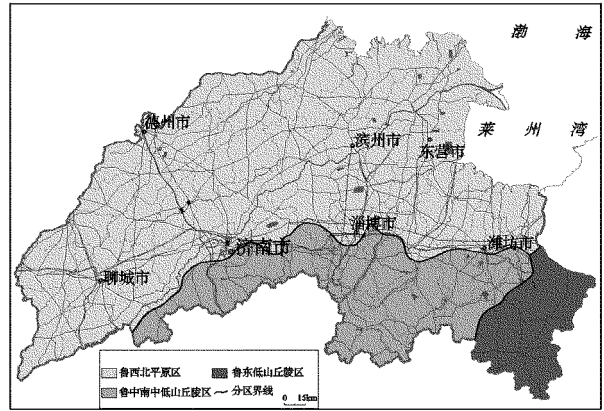 渤 海
莱 州 湾
德州市
滨州市
东营市
淄博市
济南市
潍坊市
聊城市
鲁西北平原区
鲁东低山丘陵区
鲁中南中低山丘陵区
分区界线
0 15km